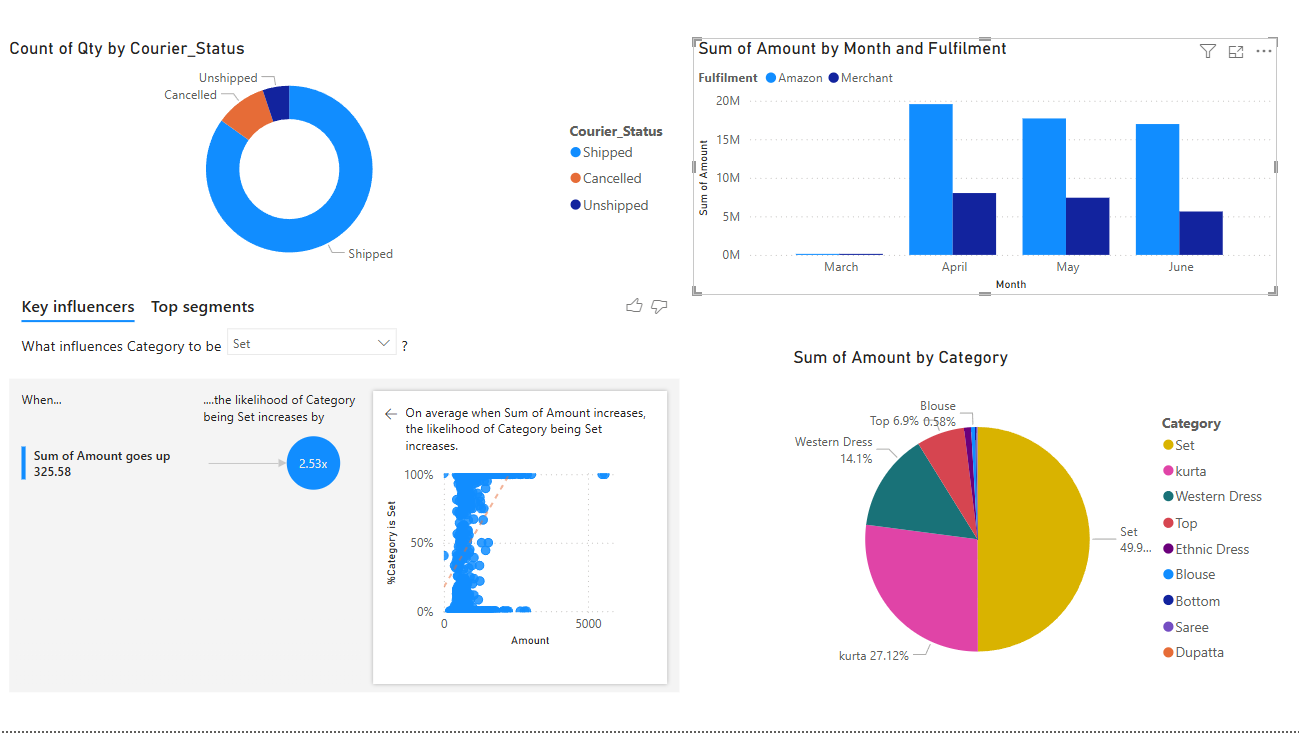 Count of Qty by Courier_Status
Unshipped
Cancelled
Shipped
Courier_Status
Shipped
Cancelled
Unshipped
Sum of Amount by Month and Fulfilment
Fulfilment Amazon Merchant
Sum of Amount
20M
15M
10M
5M
0M
March April May June
Month
Key influencers Top segments
What influences Category to be Set ?
When...
....the likelihood of Category
being Set increases by
Sum of Amount goes up
325.58
2.53x
On average when Sum of Amount increases,
the likelihood of Category being Set
increases.
%Category is Set
100%
50%
0%
0 5000
Amount
Sum of Amount by Category
Blouse
0.58%
Top 6.9%
Western Dress
14.1%
Set
49.9...
kurta 27.12%
Category
Set
kurta
Western Dress
Top
Ethnic Dress
Blouse
Bottom
Saree
Dupatta